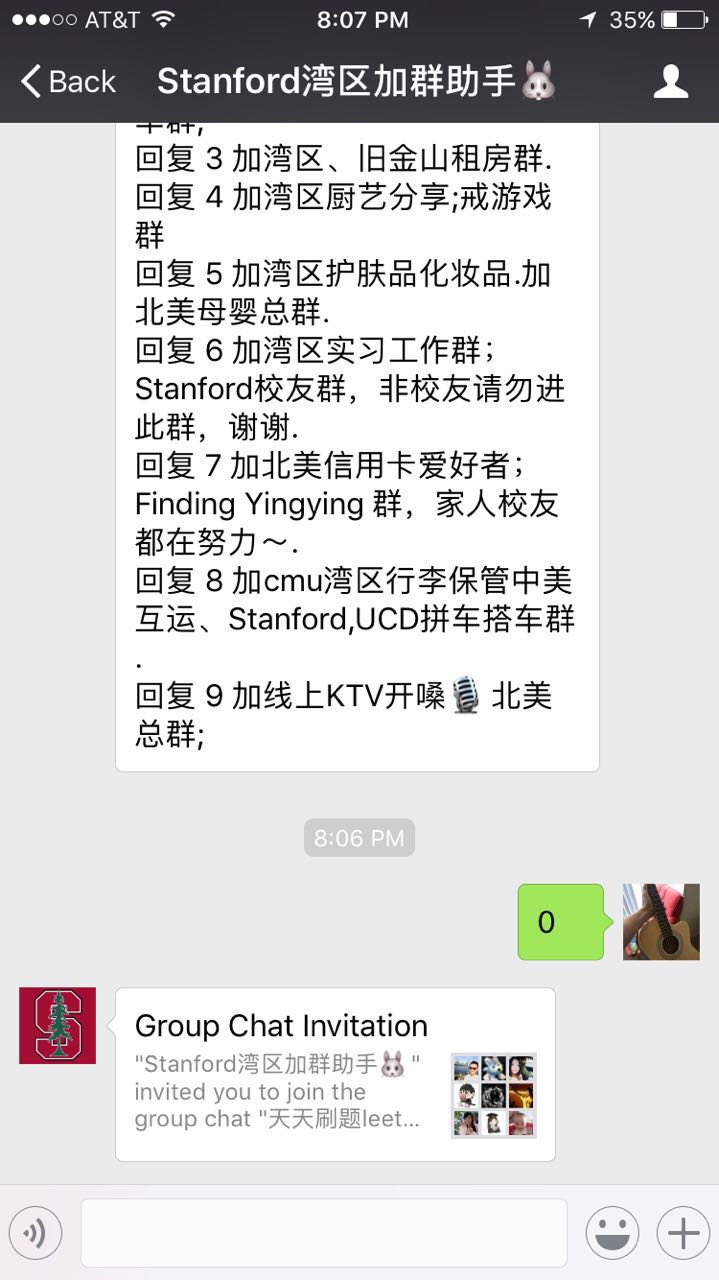 AT&T
8:07 PM
35%
Back
Stanford湾区加群助手🐰
车群;
回复 3 加湾区、旧金山租房群.
回复 4 加湾区厨艺分享;戒游戏
群
回复 5 加湾区护肤品化妆品.加
北美母婴总群.
回复 6 加湾区实习工作群；
Stanford校友群，非校友请勿进
此群，谢谢.
回复 7 加北美信用卡爱好者；
Finding Yingying 群，家人校友
都在努力～.
回复 8 加cmu湾区行李保管中美
互运、Stanford,UCD拼车搭车群
.
回复 9 加线上KTV开嗓🎙 北美
总群;
8:06 PM
0
Group Chat Invitation
"Stanford湾区加群助手🐰 "
invited you to join the
group chat "天天刷题leet...